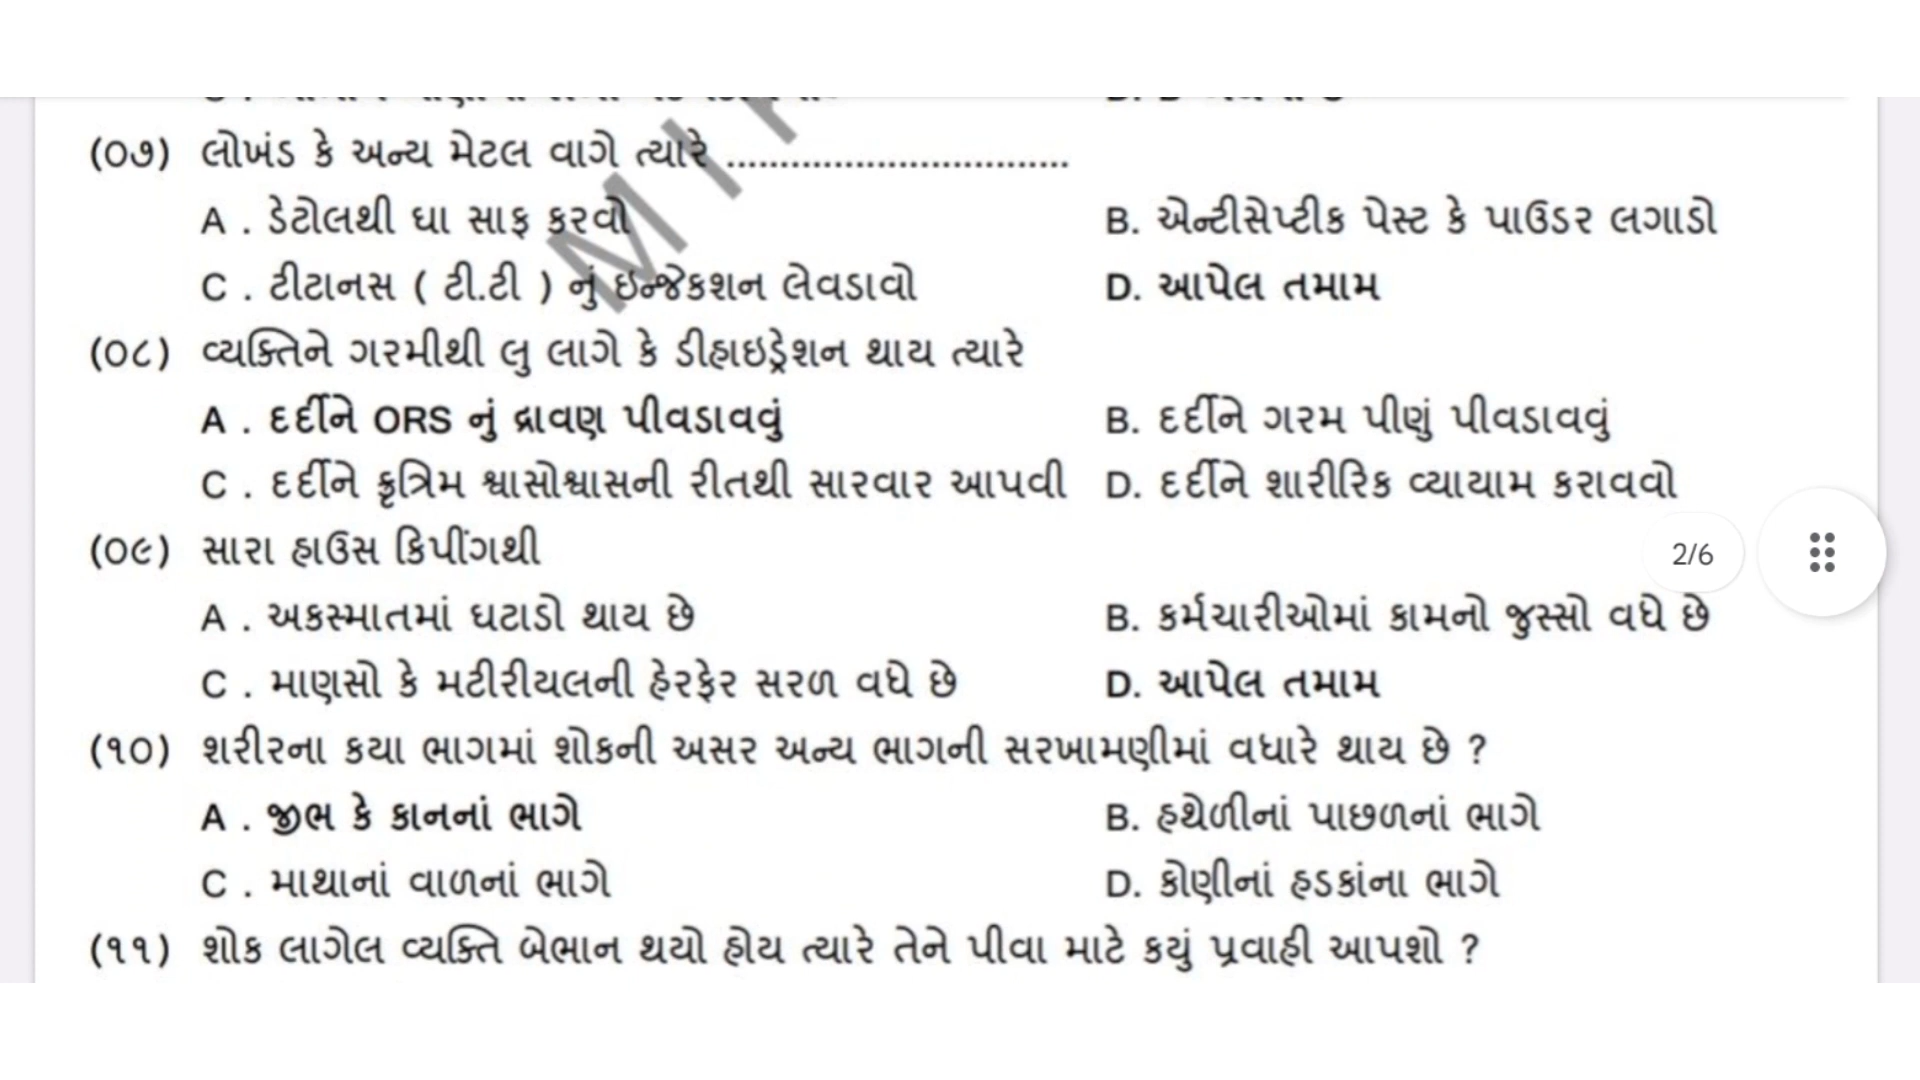 (૦૭) લોખંડ કે અન્ય મેટલ વાગે ત્યારે ................................
A . ડેટોલથી ઘા સાફ કરવો B. એન્ટીસેપ્ટીક પેસ્ટ કે પાઉડર લગાડો
C . ટીટાનસ ( ટી.ટી ) નું ઇન્જેકશન લેવડાવો D. આપેલ તમામ
(૦૮) વ્યક્તિને ગરમીથી લુ લાગે કે ડીહાઇડ્રેશન થાય ત્યારે
A . દર્દીને ORS નું દ્રાવણ પીવડાવવું B. દર્દીને ગરમ પીણું પીવડાવવું
C . દર્દીને કૃત્રિમ શ્વાસોશ્વાસની રીતથી સારવાર આપવી D. દર્દીને શારીરિક વ્યાયામ કરાવવો
(૦૯) સારા હાઉસ કિપીંગથી
2/6
A . અકસ્માતમાં ઘટાડો થાય છે B. કર્મચારીઓમાં કામનો જુસ્સો વધે છે
C . માણસો કે મટીરીયલની હેરફેર સરળ વધે છે D. આપેલ તમામ
(૧૦) શરીરના કયા ભાગમાં શોકની અસર અન્ય ભાગની સરખામણીમાં વધારે થાય છે ?
A . જીભ કે કાનનાં ભાગે B. હથેળીનાં પાછળનાં ભાગે
C . માથાનાં વાળનાં ભાગે D. કોણીનાં હડકાંના ભાગે
(૧૧) શોક લાગેલ વ્યક્તિ બેભાન થયો હોય ત્યારે તેને પીવા માટે કયું પ્રવાહી આપશો ?